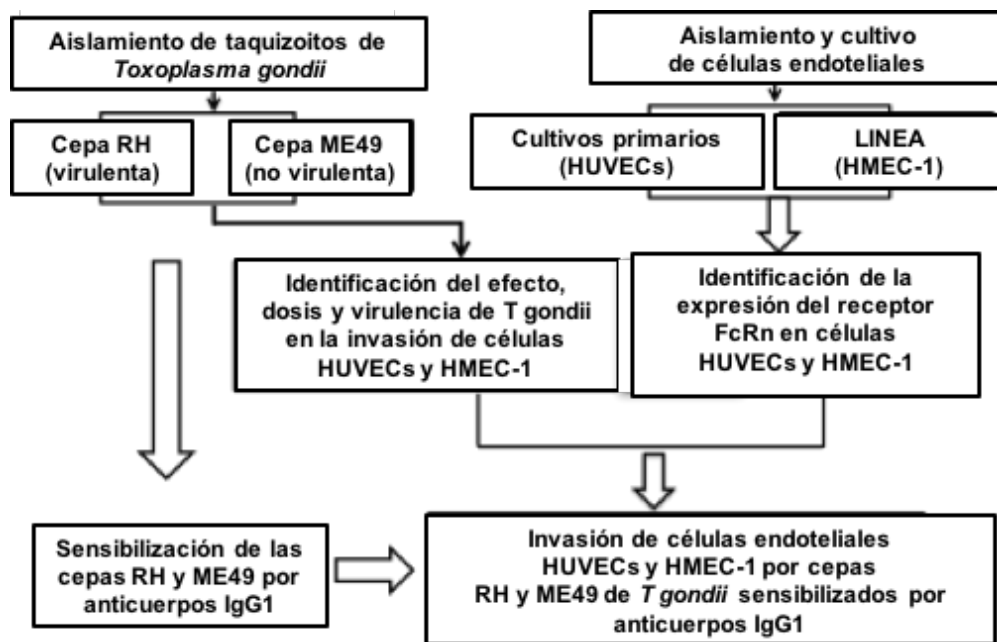 Aislamiento de taquizoitos de
Toxoplasma gondii
Aislamiento y cultivo
de células endoteliales
Cepa RH
(virulenta)
Cepa ME49
(no virulenta)
Cultivos primarios
(HUVECs)
LINEA
(HMEC-1)
Identificación del efecto,
dosis y virulencia de T gondii
en la invasión de células
HUVECs y HMEC-1
Identificación de la
expresión del receptor
FcRn en células
HUVECs y HMEC-1
Sensibilización de las
cepas RH y ME49 por
anticuerpos IgG1
Invasión de células endoteliales
HUVECs y HMEC-1 por cepas
RH y ME49 de T gondii sensibilizados por
anticuerpos IgG1